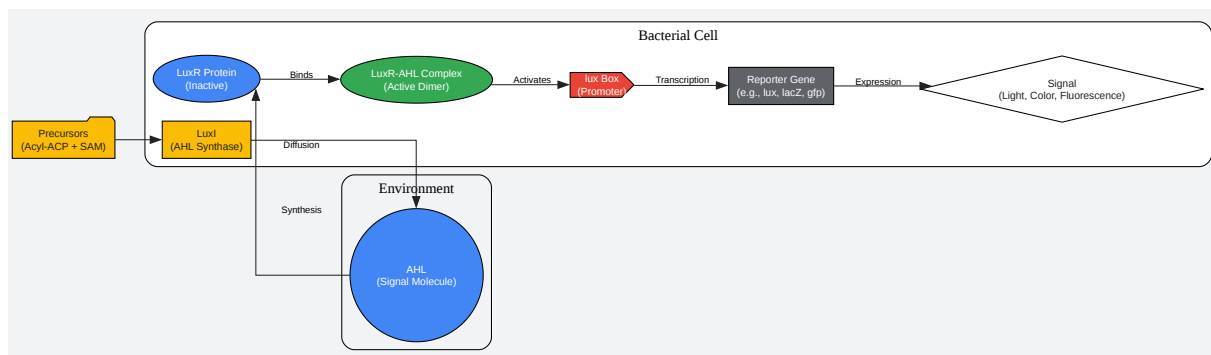 Bacterial Cell
LuxR Protein
(Inactive)
Binds
LuxR-AHL Complex
(Active Dimer)
Activates
lux Box
(Promoter)
Transcription
Reporter Gene
(e.g., lux, lacZ, gfp)
Expression
Signal
(Light, Color, Fluorescence)
Precursors
(Acyl-ACP + SAM)
LuxI
(AHL Synthase)
Diffusion
Environment
Synthesis
AHL
(Signal Molecule)